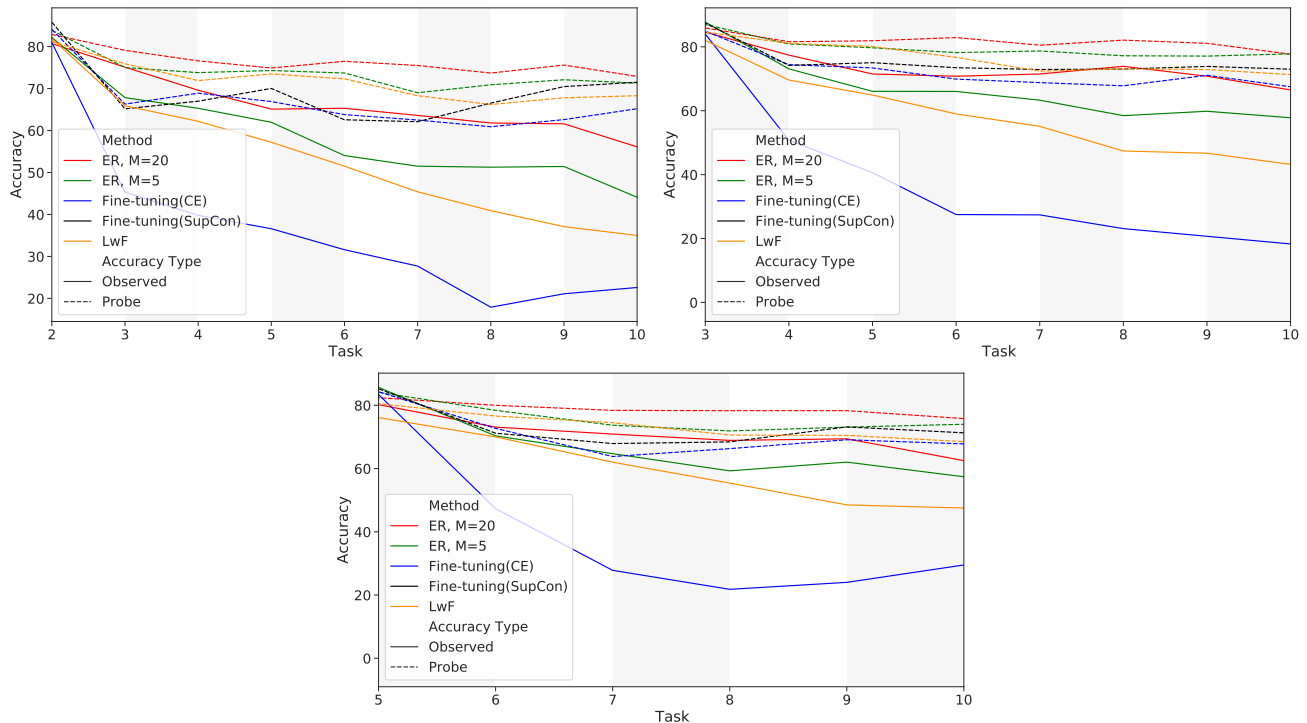 80
70
60
50
40
30
20
Accuracy
Method
ER, M=20
ER, M=5
Fine-tuning(CE)
Fine-tuning(SupCon)
LwF
Accuracy Type
Observed
Probe
2 3 4 5 6 7 8 9 10
Task
80
60
40
20
0
Accuracy
Method
ER, M=20
ER, M=5
Fine-tuning(CE)
Fine-tuning(SupCon)
LwF
Accuracy Type
Observed
Probe
3 4 5 6 7 8 9 10
Task
80
60
40
20
0
Accuracy
Method
ER, M=20
ER, M=5
Fine-tuning(CE)
Fine-tuning(SupCon)
LwF
Accuracy Type
Observed
Probe
5 6 7 8 9 10
Task